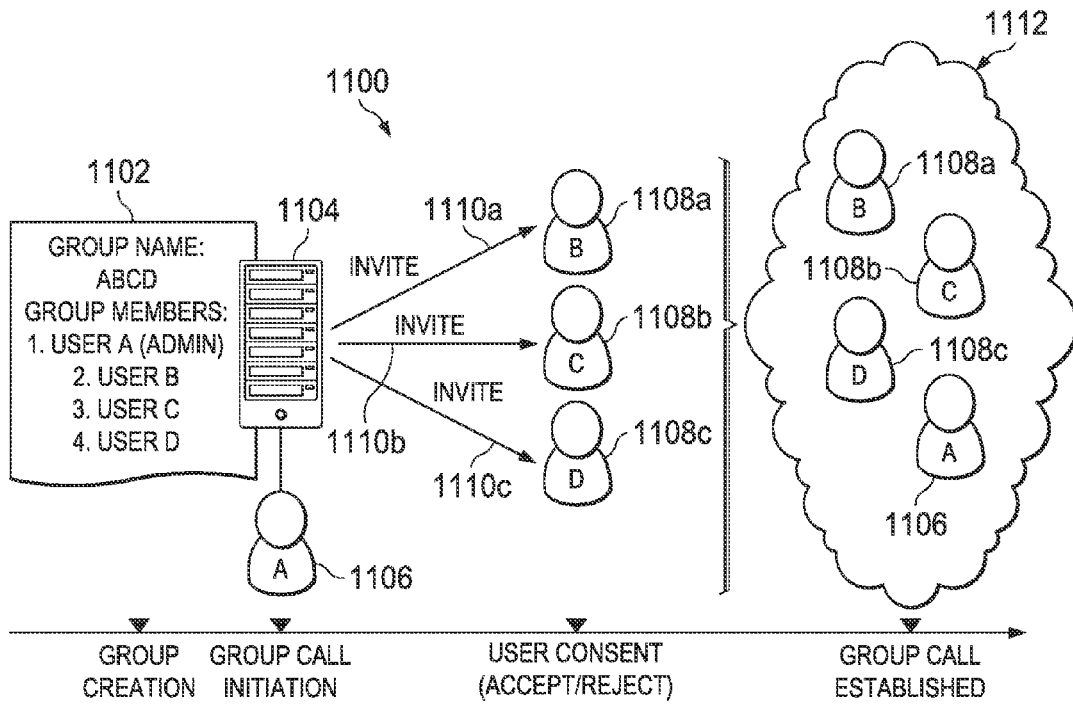 1112
1100
1102
1104
1110a
1108a
1108a
B
B
GROUP NAME:
ABCD
GROUP MEMBERS:
1. USER A (ADMIN)
2. USER B
3. USER C
4. USER D
INVITE
INVITE
INVITE
1108b
1108b
C
C
1110b
1108c
1108c
D
D
1110c
A
1106
A
1106
GROUP
CREATION
GROUP CALL
INITIATION
USER CONSENT
(ACCEPT/REJECT)
GROUP CALL
ESTABLISHED